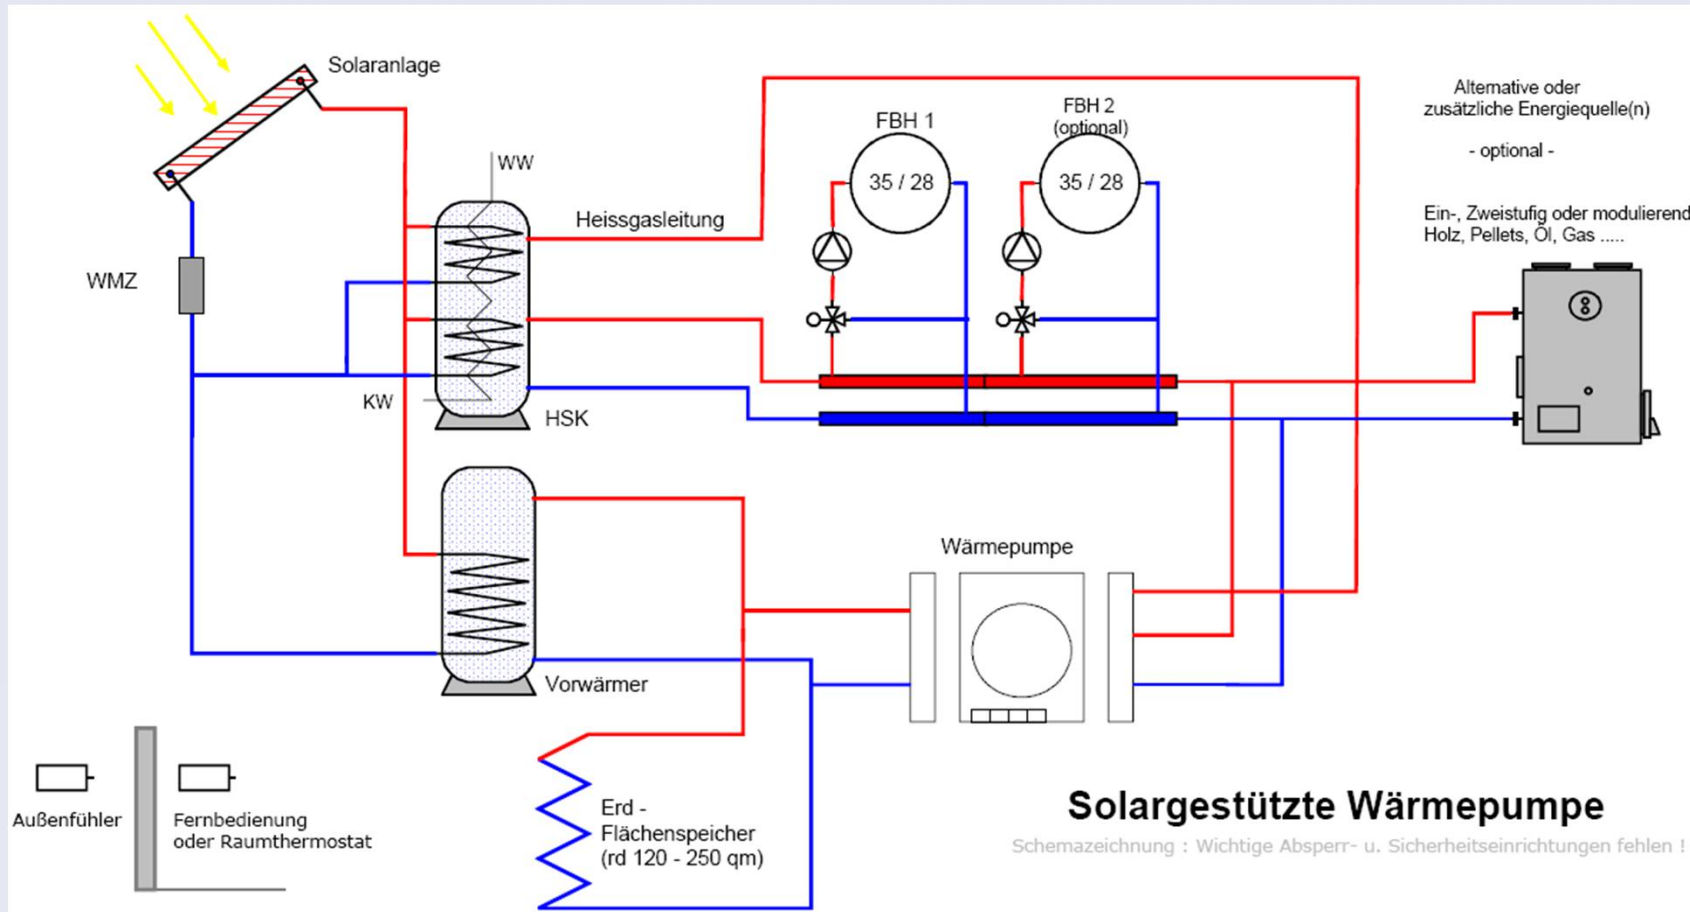 Solaranlage
WW
Heissgasleitung
WMZ
KW
HSK
FBH 1
35 / 28
FBH 2
(optional)
35 / 28
Alternative oder
zusätzliche Energiequelle(n)
- optional -
Ein-, Zweistufig oder modulierend
Holz, Pellets, Öl, Gas .....
Wärmepumpe
Vorwärmer
Erd -
Flächenspeicher
(rd 120 - 250 qm)
Außenfühler
Fernbedienung
oder Raumthermostat
Solargestützte Wärmepumpe
Schemazeichnung : Wichtige Absperr- u. Sicherheitseinrichtungen fehlen !